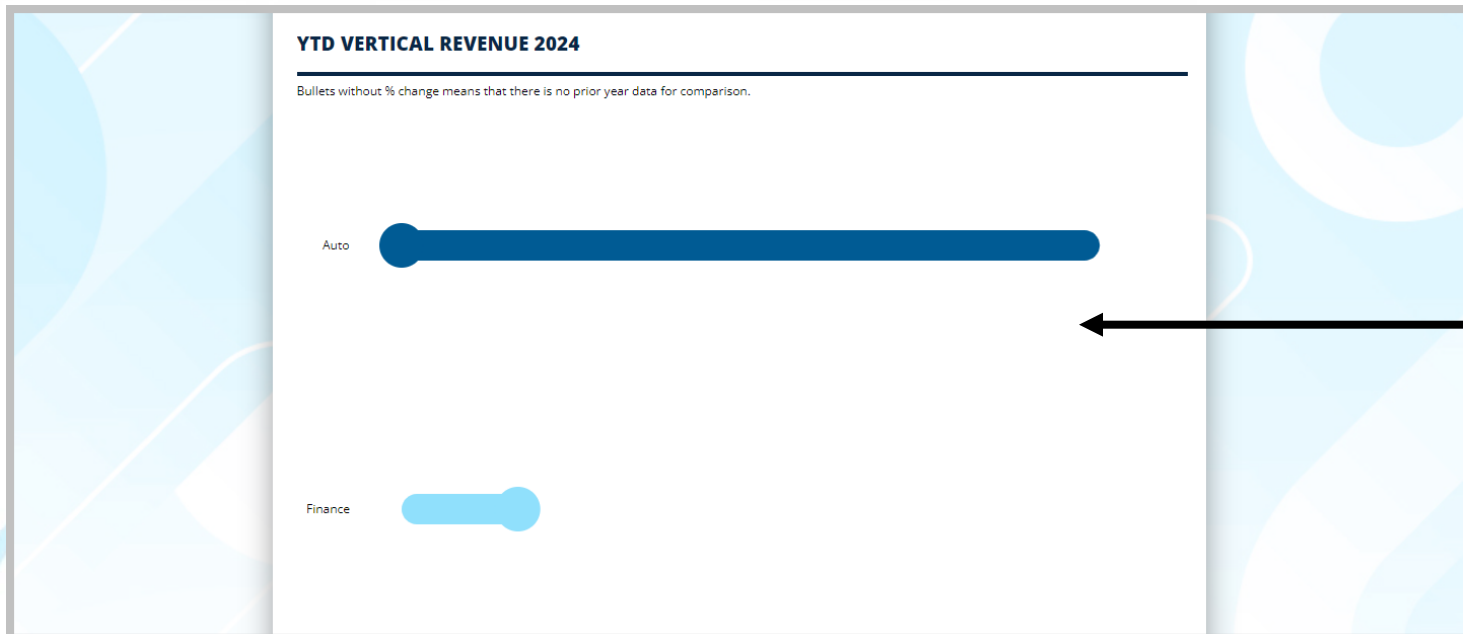 YTD VERTICAL REVENUE 2024
Bullets without % change means that there is no prior year data for comparison.
Auto
Finance